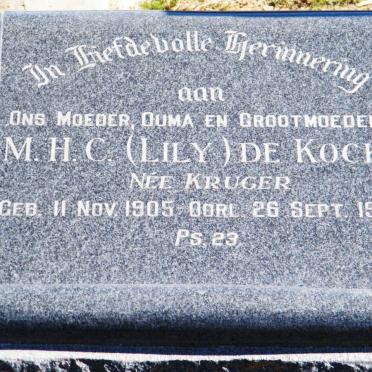 In Liefdevolle Herinnering
aan
Ons Moeder, Ouma en Grootmoeder
M. H. C. (Lily) de Kock
Nee Kruger
Geb. 11 Nov. 1905 - Oorl. 26 Sept. 19
Ps. 23